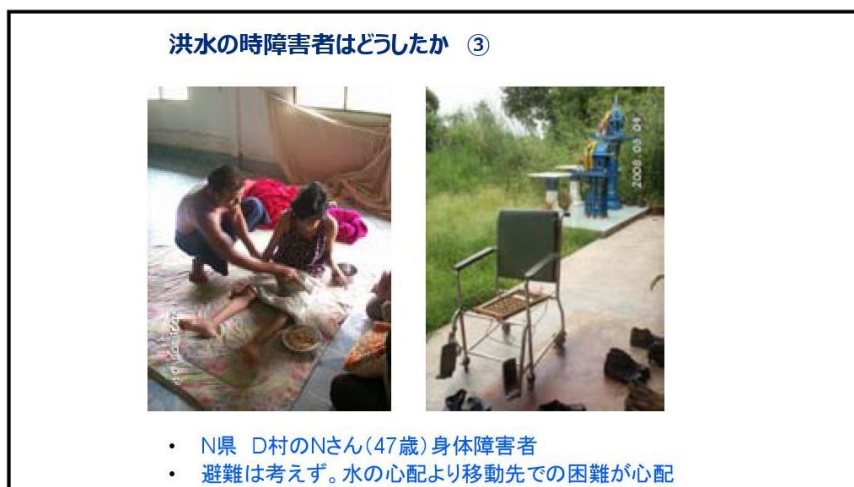 洪水の時障害者はどうしたか ③
2008.08.04
• N県 D村のNさん(47歳)身体障害者
• 避難は考えず。水の心配より移動先での困難が心配